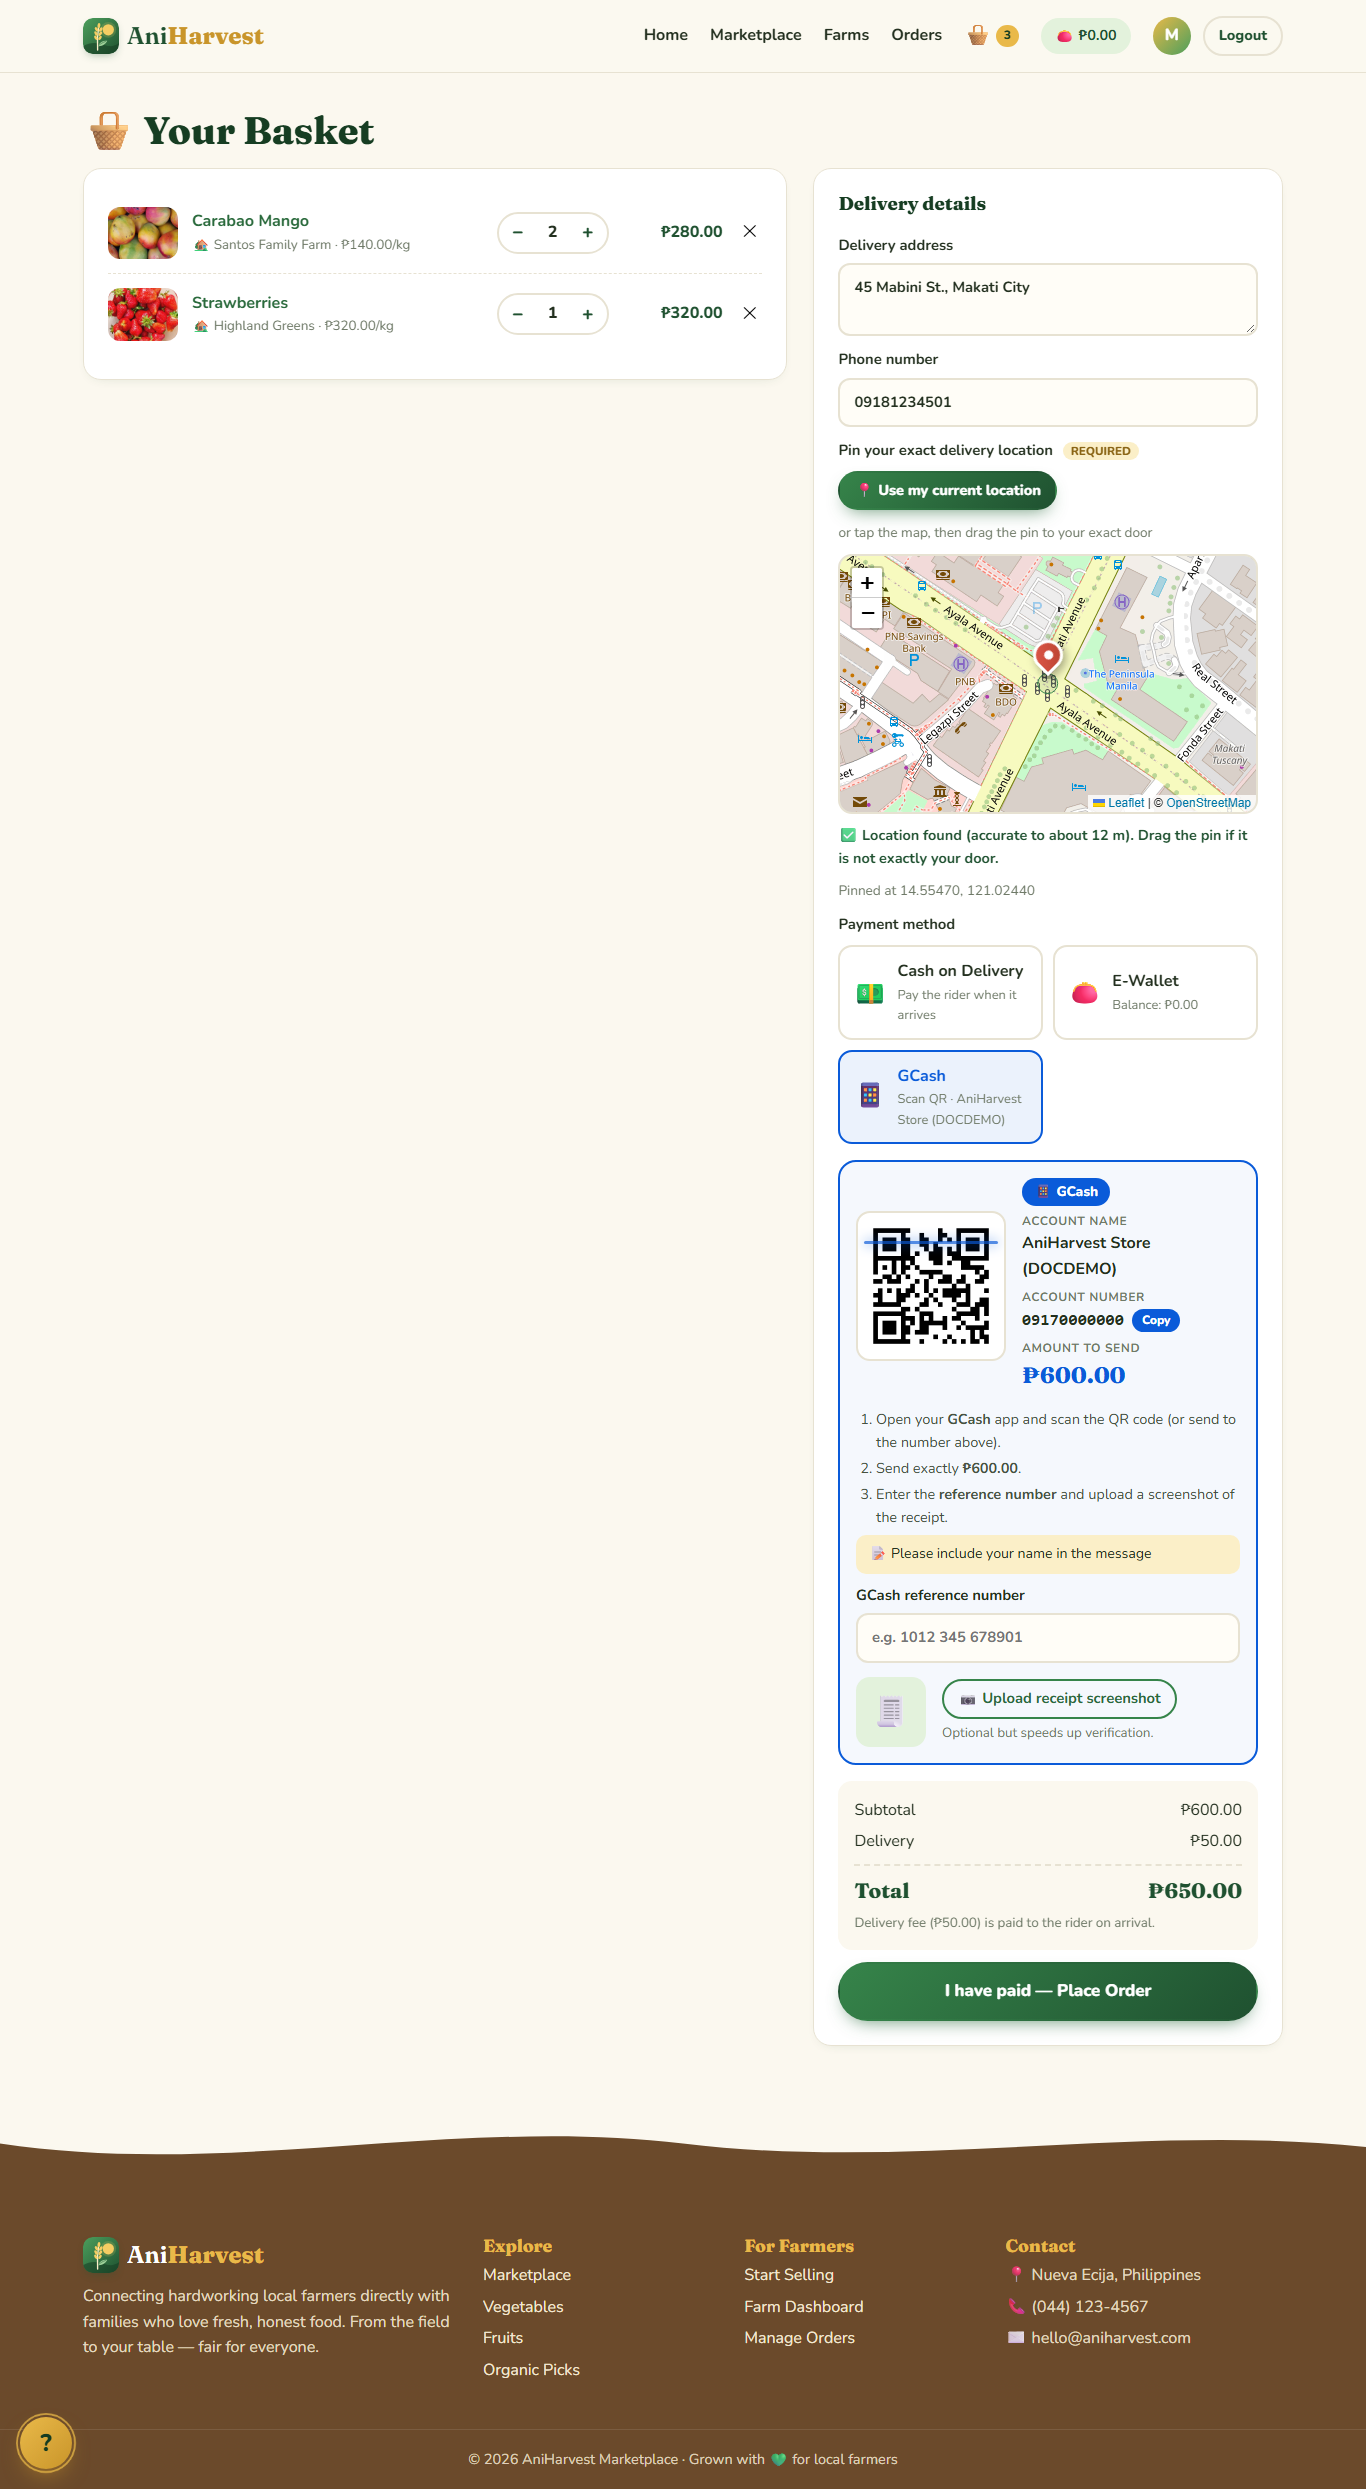 AniHarvest
Home Marketplace Farms Orders 3 ₱0.00 M Logout
Your Basket
Carabao Mango
Santos Family Farm · ₱140.00/kg
− 2 + ₱280.00 ×
Strawberries
Highland Greens · ₱320.00/kg
− 1 + ₱320.00 ×
Delivery details
Delivery address
45 Mabini St., Makati City
Phone number
09181234501
Pin your exact delivery location REQUIRED
Use my current location
or tap the map, then drag the pin to your exact door
+
−
Ayala Avenue
PNB Savings
Bank
P
P
PNB
BDO
Legazpi Street
The Peninsula
Manila
Ayala Avenue
Real Street
Fonda Street
Makati
Tuscany
Leaflet | © OpenStreetMap
✅ Location found (accurate to about 12 m). Drag the pin if it
is not exactly your door.
Pinned at 14.55470, 121.02440
Payment method
Cash on Delivery
Pay the rider when it
arrives
E-Wallet
Balance: ₱0.00
GCash
Scan QR · AniHarvest
Store (DOCDEMO)
GCash
ACCOUNT NAME
AniHarvest Store
(DOCDEMO)
ACCOUNT NUMBER
09170000000 Copy
AMOUNT TO SEND
₱600.00
1. Open your GCash app and scan the QR code (or send to
the number above).
2. Send exactly ₱600.00.
3. Enter the reference number and upload a screenshot of
the receipt.
Please include your name in the message
GCash reference number
e.g. 1012 345 678901
Upload receipt screenshot
Optional but speeds up verification.
Subtotal ₱600.00
Delivery ₱50.00
Total ₱650.00
Delivery fee (₱50.00) is paid to the rider on arrival.
I have paid — Place Order
AniHarvest
Connecting hardworking local farmers directly with
families who love fresh, honest food. From the field
to your table — fair for everyone.
Explore
Marketplace
Vegetables
Fruits
Organic Picks
For Farmers
Start Selling
Farm Dashboard
Manage Orders
Contact
Nueva Ecija, Philippines
(044) 123-4567
hello@aniharvest.com
?
© 2026 AniHarvest Marketplace · Grown with 💚 for local farmers